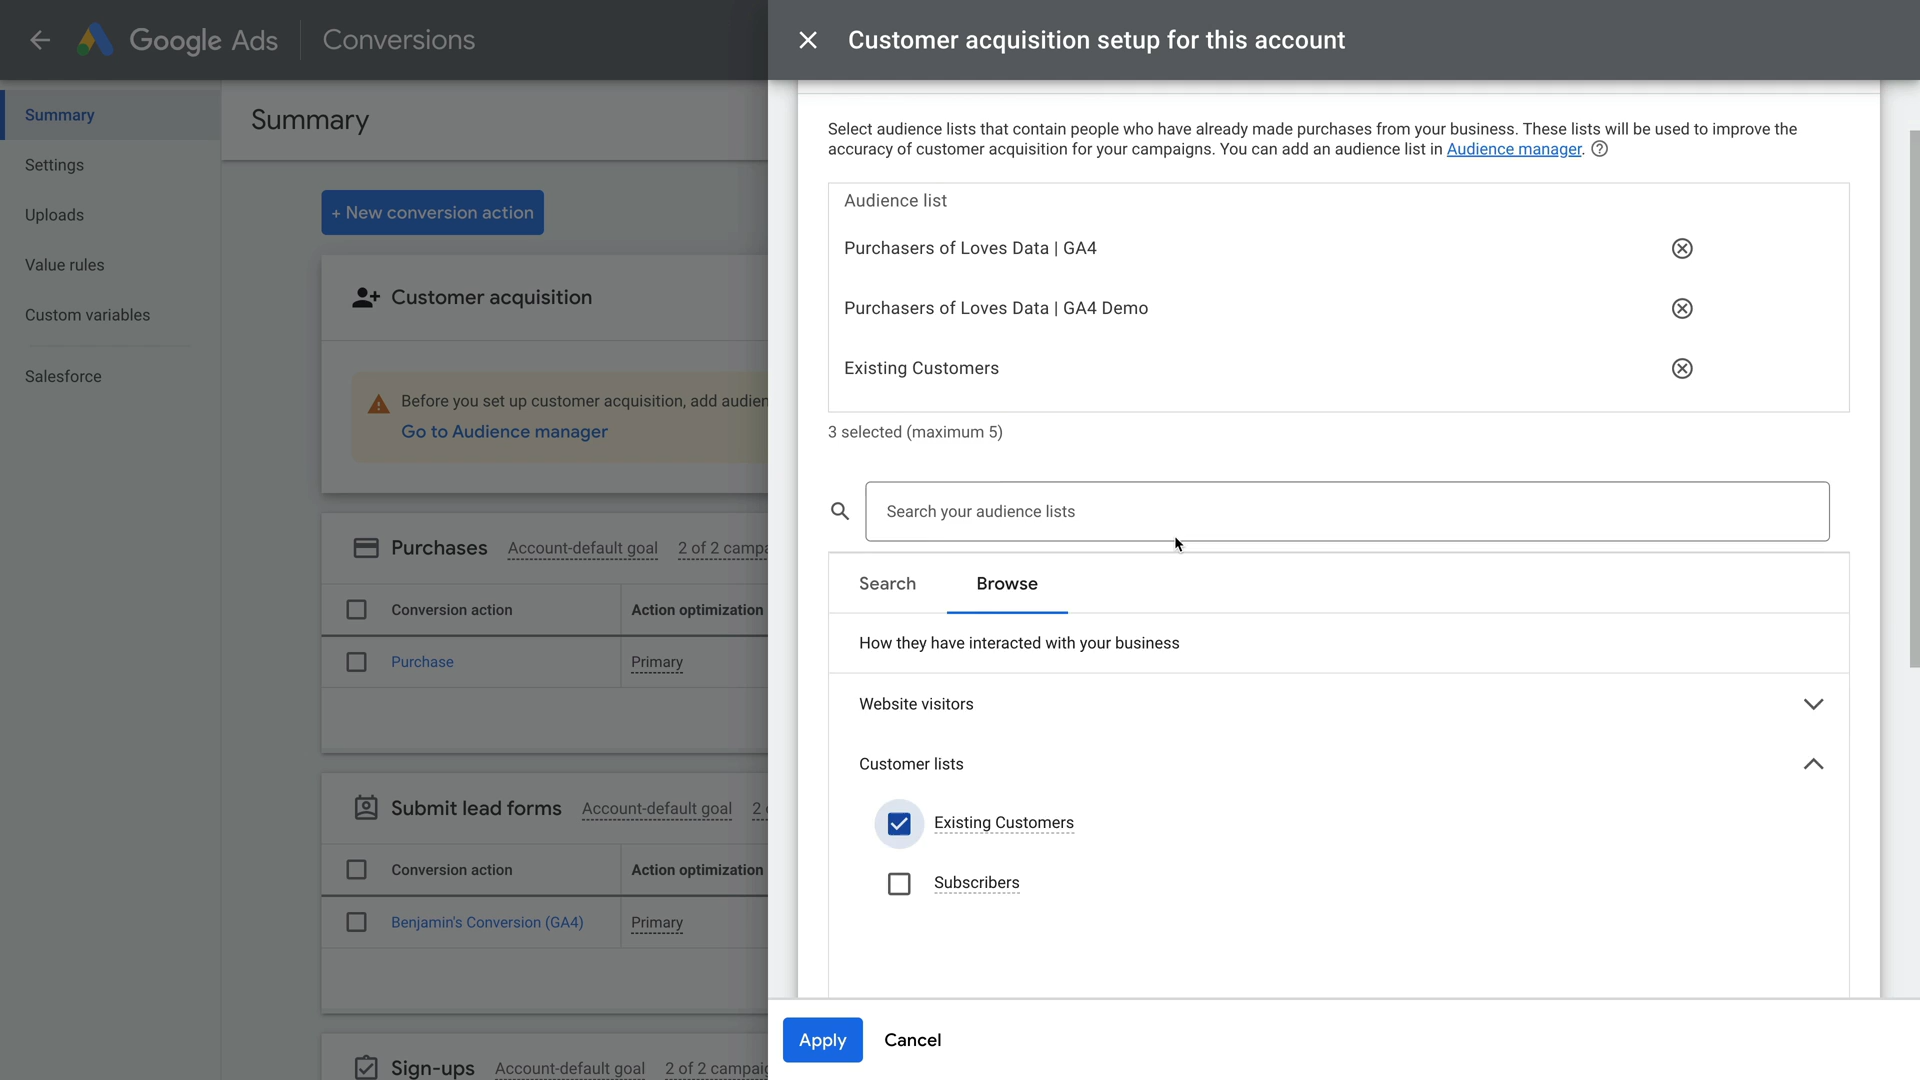 Google Ads
Conversions
Customer acquisition setup for this account
Summary
Settings
Uploads
Value rules
Custom variables
Salesforce
Summary
+ New conversion action
Customer acquisition
Before you set up customer acquisition, add audien
Go to Audience manager
Purchases Account-default goal 2 of 2 campa
Conversion action Action optimization
Purchase Primary
Submit lead forms Account-default goal 2
Conversion action Action optimization
Benjamin's Conversion (GA4) Primary
Sign-ups Account-default goal 2 of 2 campaig
Select audience lists that contain people who have already made purchases from your business. These lists will be used to improve the
accuracy of customer acquisition for your campaigns. You can add an audience list in Audience manager.
Audience list
Purchasers of Loves Data | GA4
Purchasers of Loves Data | GA4 Demo
Existing Customers
3 selected (maximum 5)
Search your audience lists
Search Browse
How they have interacted with your business
Website visitors
Customer lists
Existing Customers
Subscribers
Apply Cancel